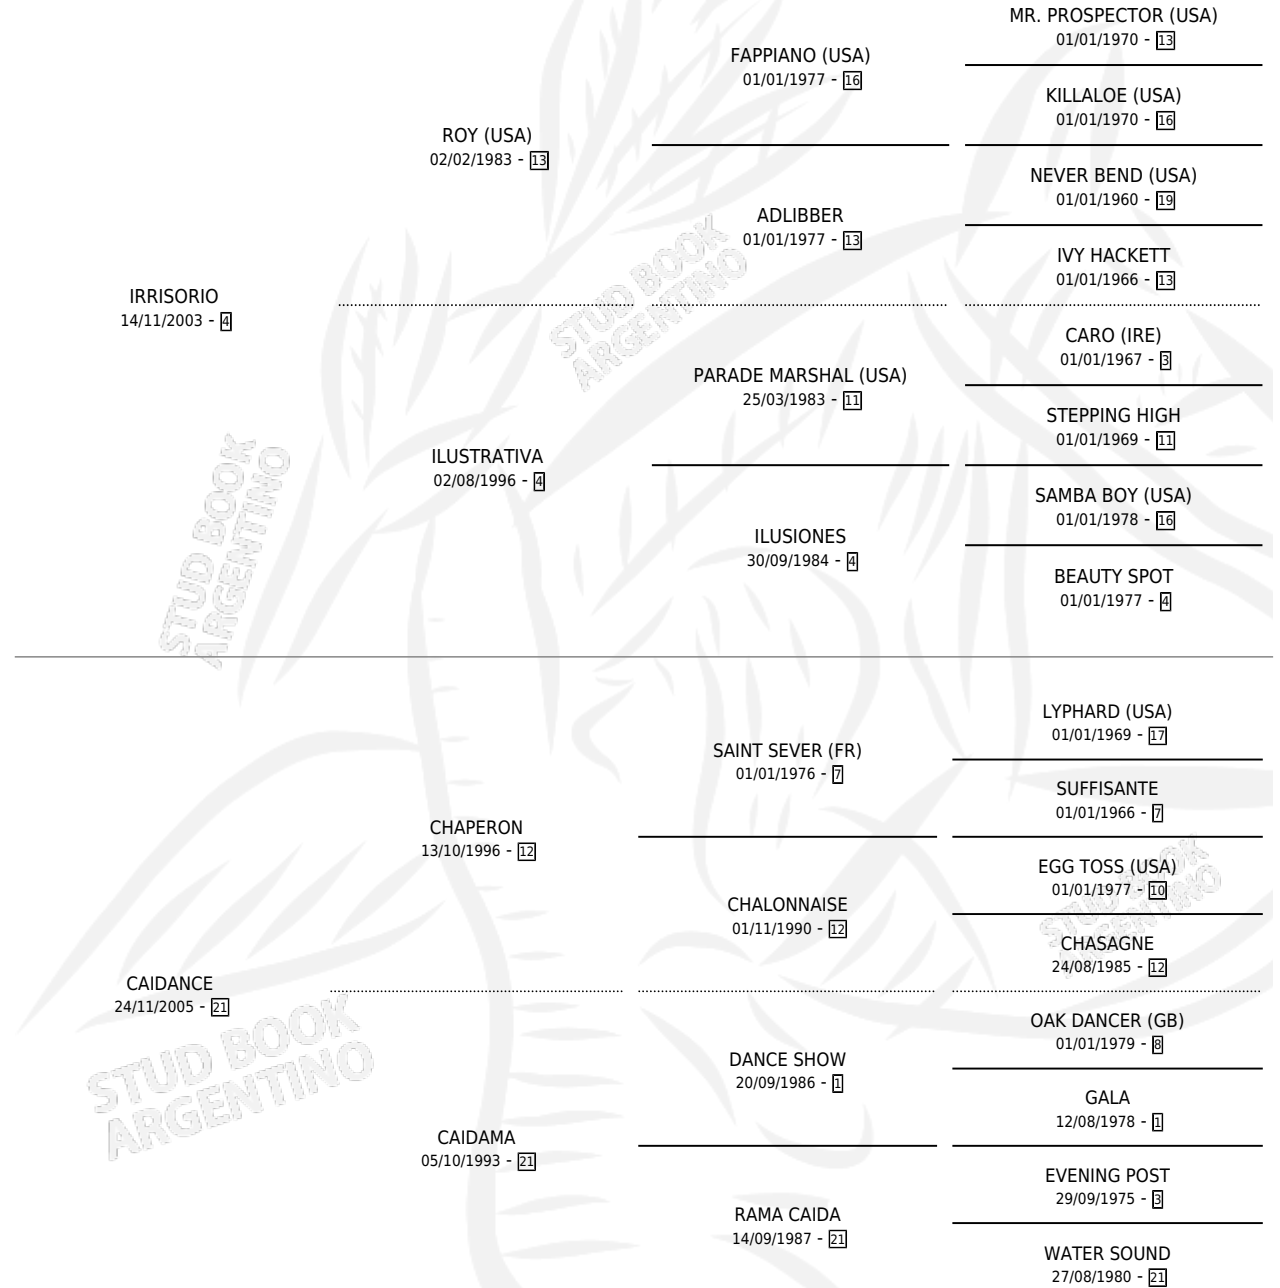 MR. PROSPECTOR (USA)
01/01/1970 - 13
FAPPIANO (USA)
01/01/1977 - 16
KILLALOE (USA)
01/01/1970 - 16
ROY (USA)
02/02/1983 - 13
NEVER BEND (USA)
01/01/1960 - 19
ADLIBBER
01/01/1977 - 13
IVY HACKETT
01/01/1966 - 13
IRRISORIO
14/11/2003 - 4
CARO (IRE)
01/01/1967 - 3
PARADE MARSHAL (USA)
25/03/1983 - 11
STEPPING HIGH
01/01/1969 - 11
ILUSTRATIVA
02/08/1996 - 4
SAMBA BOY (USA)
01/01/1978 - 16
ILUSIONES
30/09/1984 - 4
BEAUTY SPOT
01/01/1977 - 4
STUD BOOK
ARGENTINO
STUD BOOK
ARGENTINO
LYPHARD (USA)
01/01/1969 - 17
SAINT SEVER (FR)
01/01/1976 - 7
SUFFISANTE
01/01/1966 - 7
CHAPERON
13/10/1996 - 12
EGG TOSS (USA)
01/01/1977 - 10
CHALONNAISE
01/11/1990 - 12
CHASAGNE
24/08/1985 - 12
STUD BOOK
ARGENTINO
CAIDANCE
24/11/2005 - 21
OAK DANCER (GB)
01/01/1979 - 8
DANCE SHOW
20/09/1986 - 1
GALA
12/08/1978 - 1
STUD BOOK
ARGENTINO
CAIDAMA
05/10/1993 - 21
EVENING POST
29/09/1975 - 3
RAMA CAIDA
14/09/1987 - 21
WATER SOUND
27/08/1980 - 21